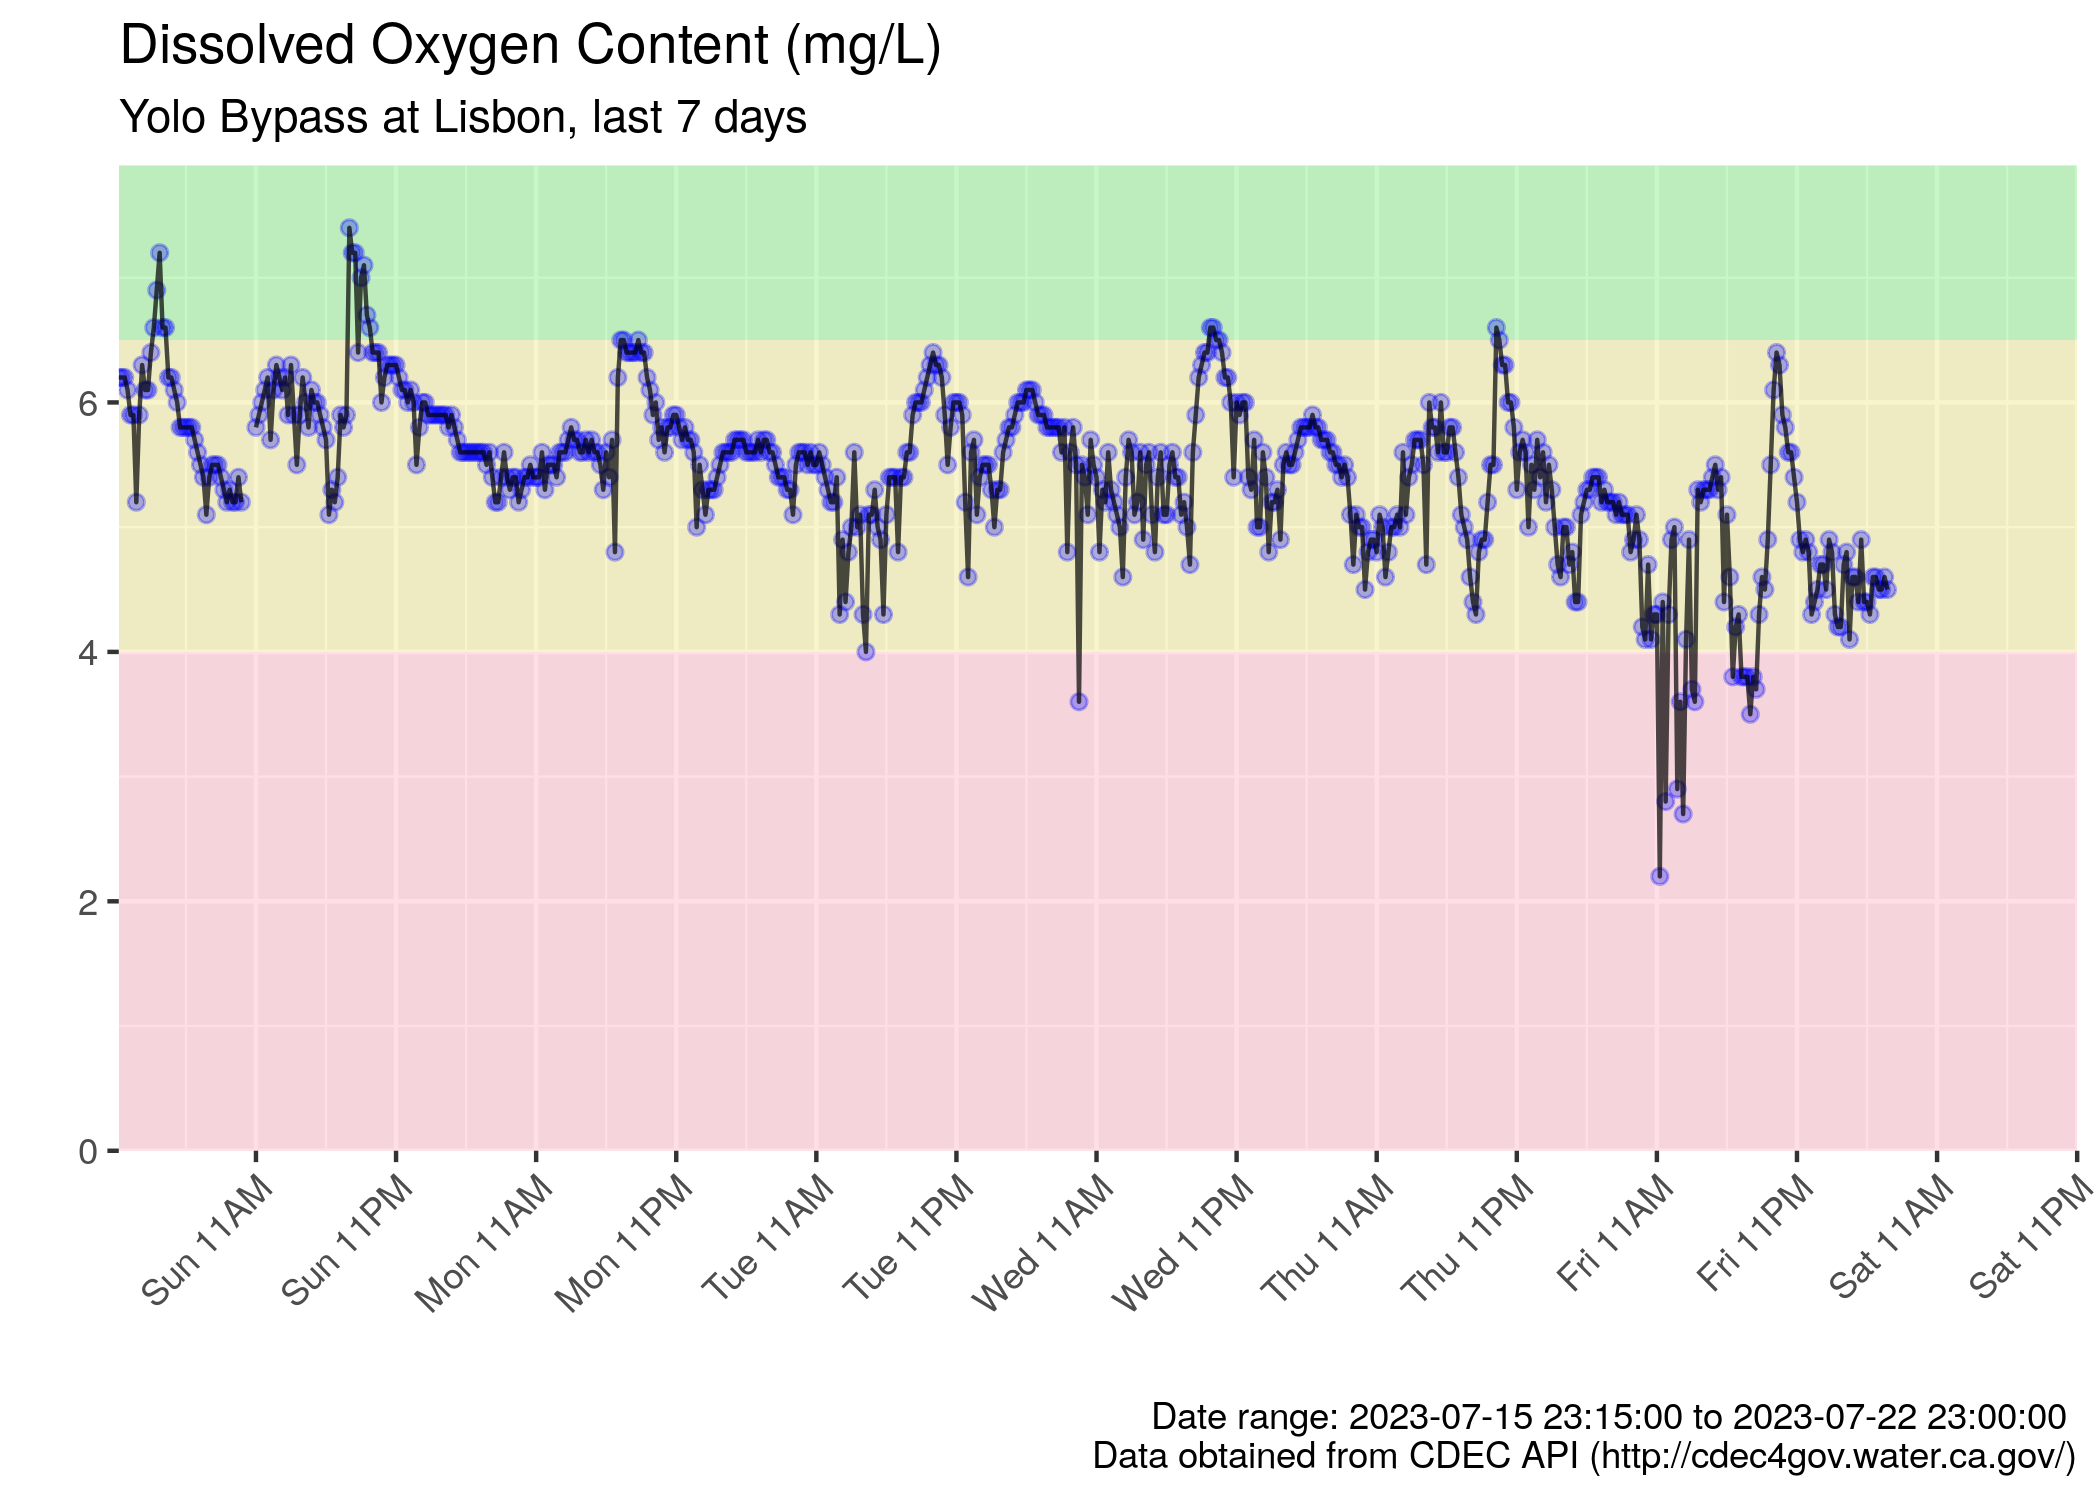 Dissolved Oxygen Content (mg/L)
Yolo Bypass at Lisbon, last 7 days
6
4
2
0
Sun 11AM
Sun 11PM
Mon 11AM
Mon 11PM
Tue 11AM
Tue 11PM
Wed 11AM
Wed 11PM
Thu 11AM
Thu 11PM
Fri 11AM
Fri 11PM
Sat 11AM
Sat 11PM
Date range: 2023-07-15 23:15:00 to 2023-07-22 23:00:00
Data obtained from CDEC API (http://cdec4gov.water.ca.gov/)